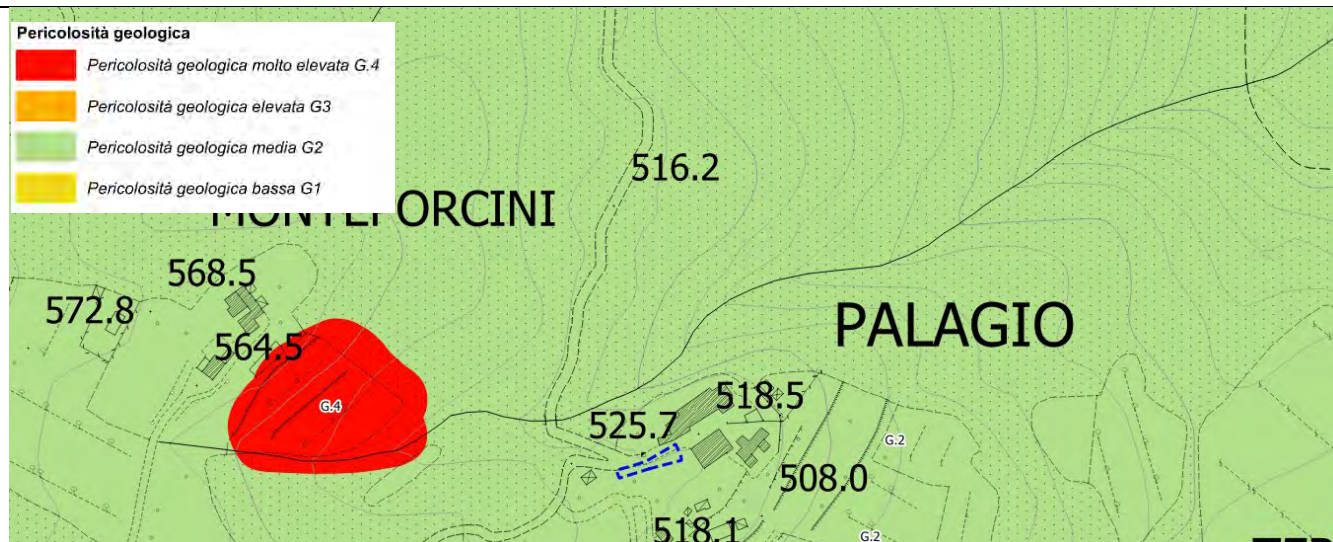 Pericolosità geologica
Pericolosità geologica molto elevata G.4
Pericolosità geologica elevata G3
Pericolosità geologica media G2
Pericolosità geologica bassa G1
516.2
MONTEPORCINI
568.5
572.8
PALAGIO
564.5
518.5
G.4
525.7
G.2
508.0
518.1
G.2